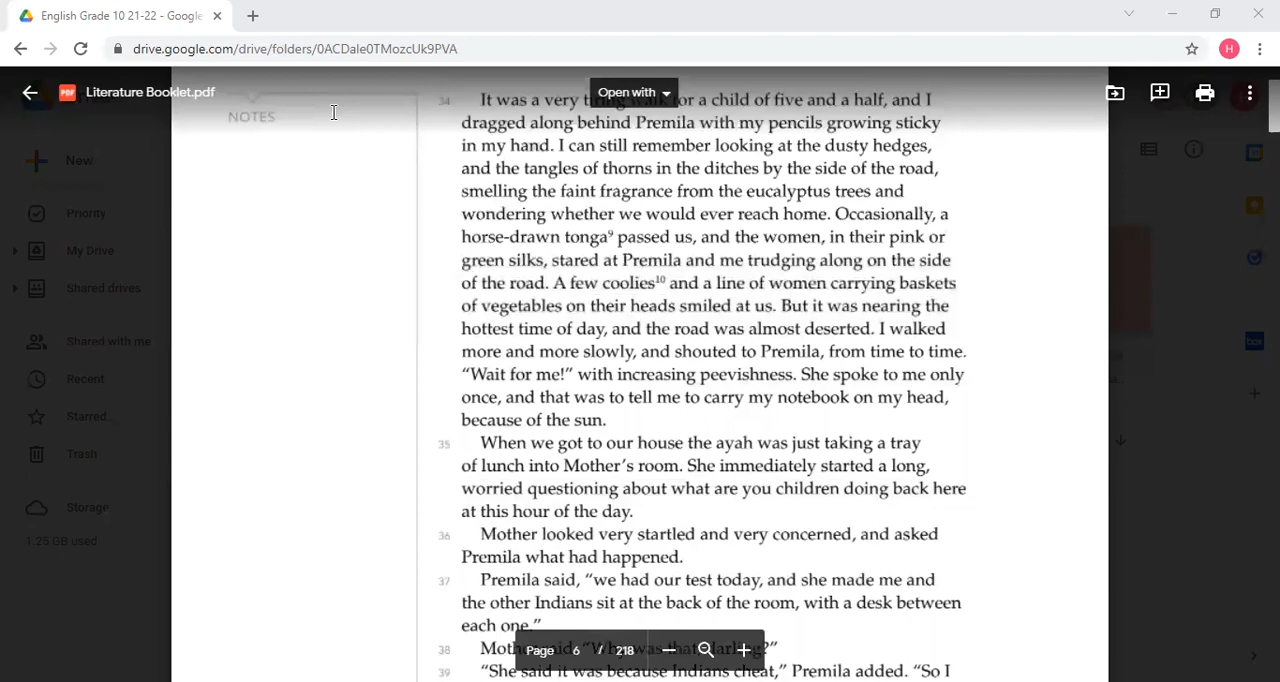 English Grade 10 21-22 - Google
drive.google.com/drive/folders/0ACDale0TMozcUk9PVA
H
PDF Literature Booklet.pdf
Open with
NOTES
New
Priority
My Drive
Shared drives
Shared with me
Recent
Starred
Trash
Storage
1.25 GB used
box
34 It was a very tiring walk for a child of five and a half, and I
dragged along behind Premila with my pencils growing sticky
in my hand. I can still remember looking at the dusty hedges,
and the tangles of thorns in the ditches by the side of the road,
smelling the faint fragrance from the eucalyptus trees and
wondering whether we would ever reach home. Occasionally, a
horse-drawn tonga⁹ passed us, and the women, in their pink or
green silks, stared at Premila and me trudging along on the side
of the road. A few coolies¹⁰ and a line of women carrying baskets
of vegetables on their heads smiled at us. But it was nearing the
hottest time of day, and the road was almost deserted. I walked
more and more slowly, and shouted to Premila, from time to time.
“Wait for me!” with increasing peevishness. She spoke to me only
once, and that was to tell me to carry my notebook on my head,
because of the sun.
35 When we got to our house the ayah was just taking a tray
of lunch into Mother’s room. She immediately started a long,
worried questioning about what are you children doing back here
at this hour of the day.
36 Mother looked very startled and very concerned, and asked
Premila what had happened.
37 Premila said, “we had our test today, and she made me and
the other Indians sit at the back of the room, with a desk between
each one.”
38 Mother said, “Why was that, darling?”
39 “She said it was because Indians cheat,” Premila added. “So I
Page 6 / 218